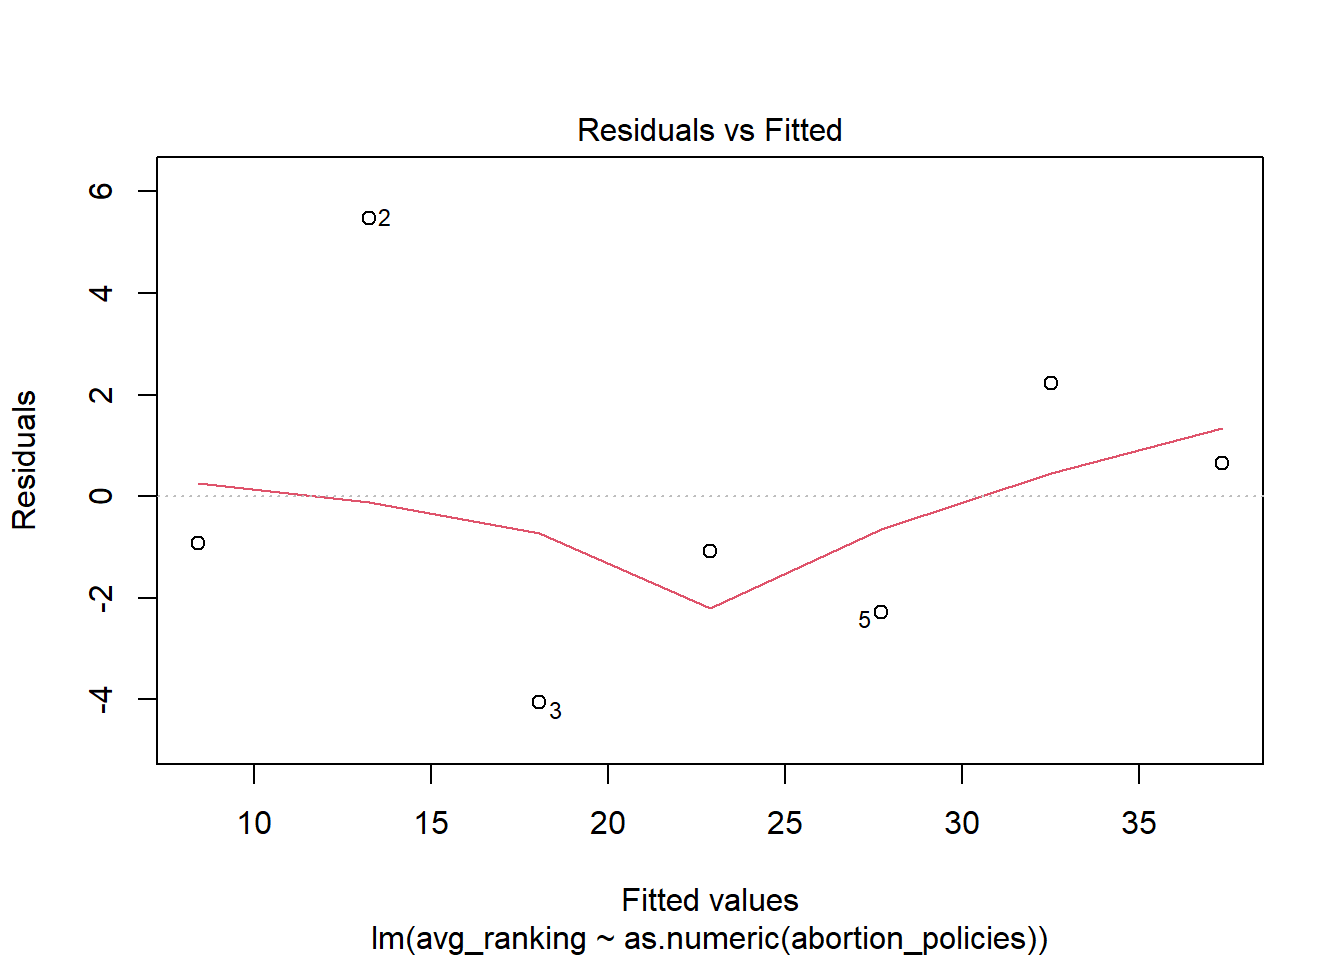 Residuals vs Fitted
Residuals
6
4
2
0
-2
-4
2
3
5
10 15 20 25 30 35
Fitted values
lm(avg_ranking ~ as.numeric(abortion_policies))